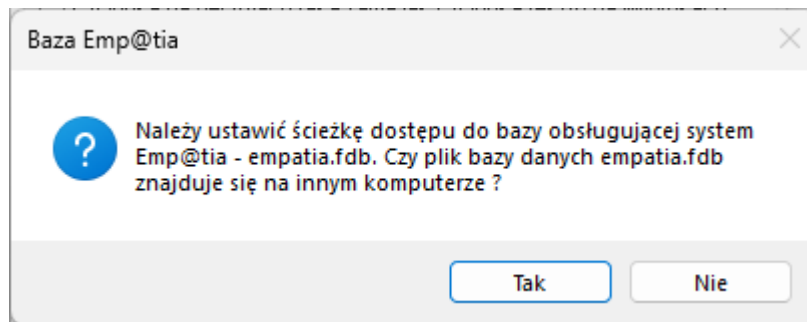 Baza Emp@tia
Należy ustawić ścieżkę dostępu do bazy obsługującej system
Emp@tia - empatia.fdb. Czy plik bazy danych empatia.fdb
znajduje się na innym komputerze ?
Tak
Nie